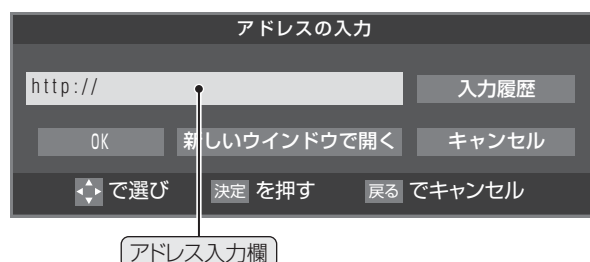 アドレスの入力
http:// 入力履歴
OK 新しいウインドウで開く キャンセル
で選び 決定 を押す 戻る でキャンセル
アドレス入力欄